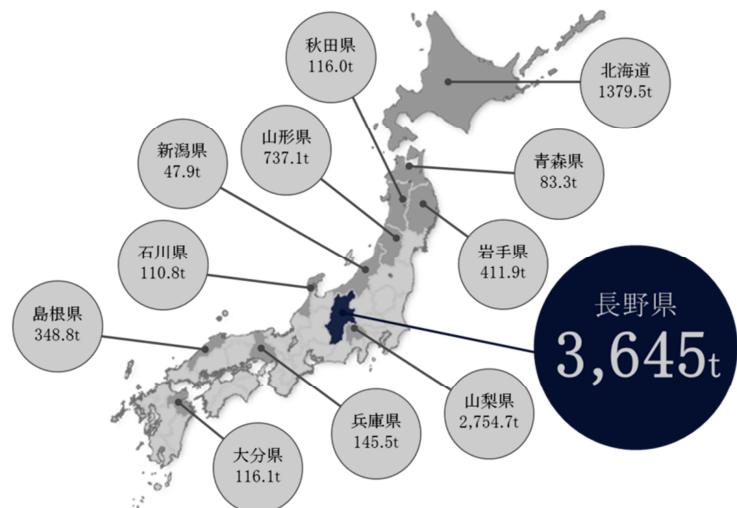 秋田県
116.0t
北海道
1379.5t
山形県
737.1t
新潟県
47.9t
青森県
83.3t
石川県
110.8t
岩手県
411.9t
島根県
348.8t
長野県
3,645t
山梨県
2,754.7t
兵庫県
145.5t
大分県
116.1t